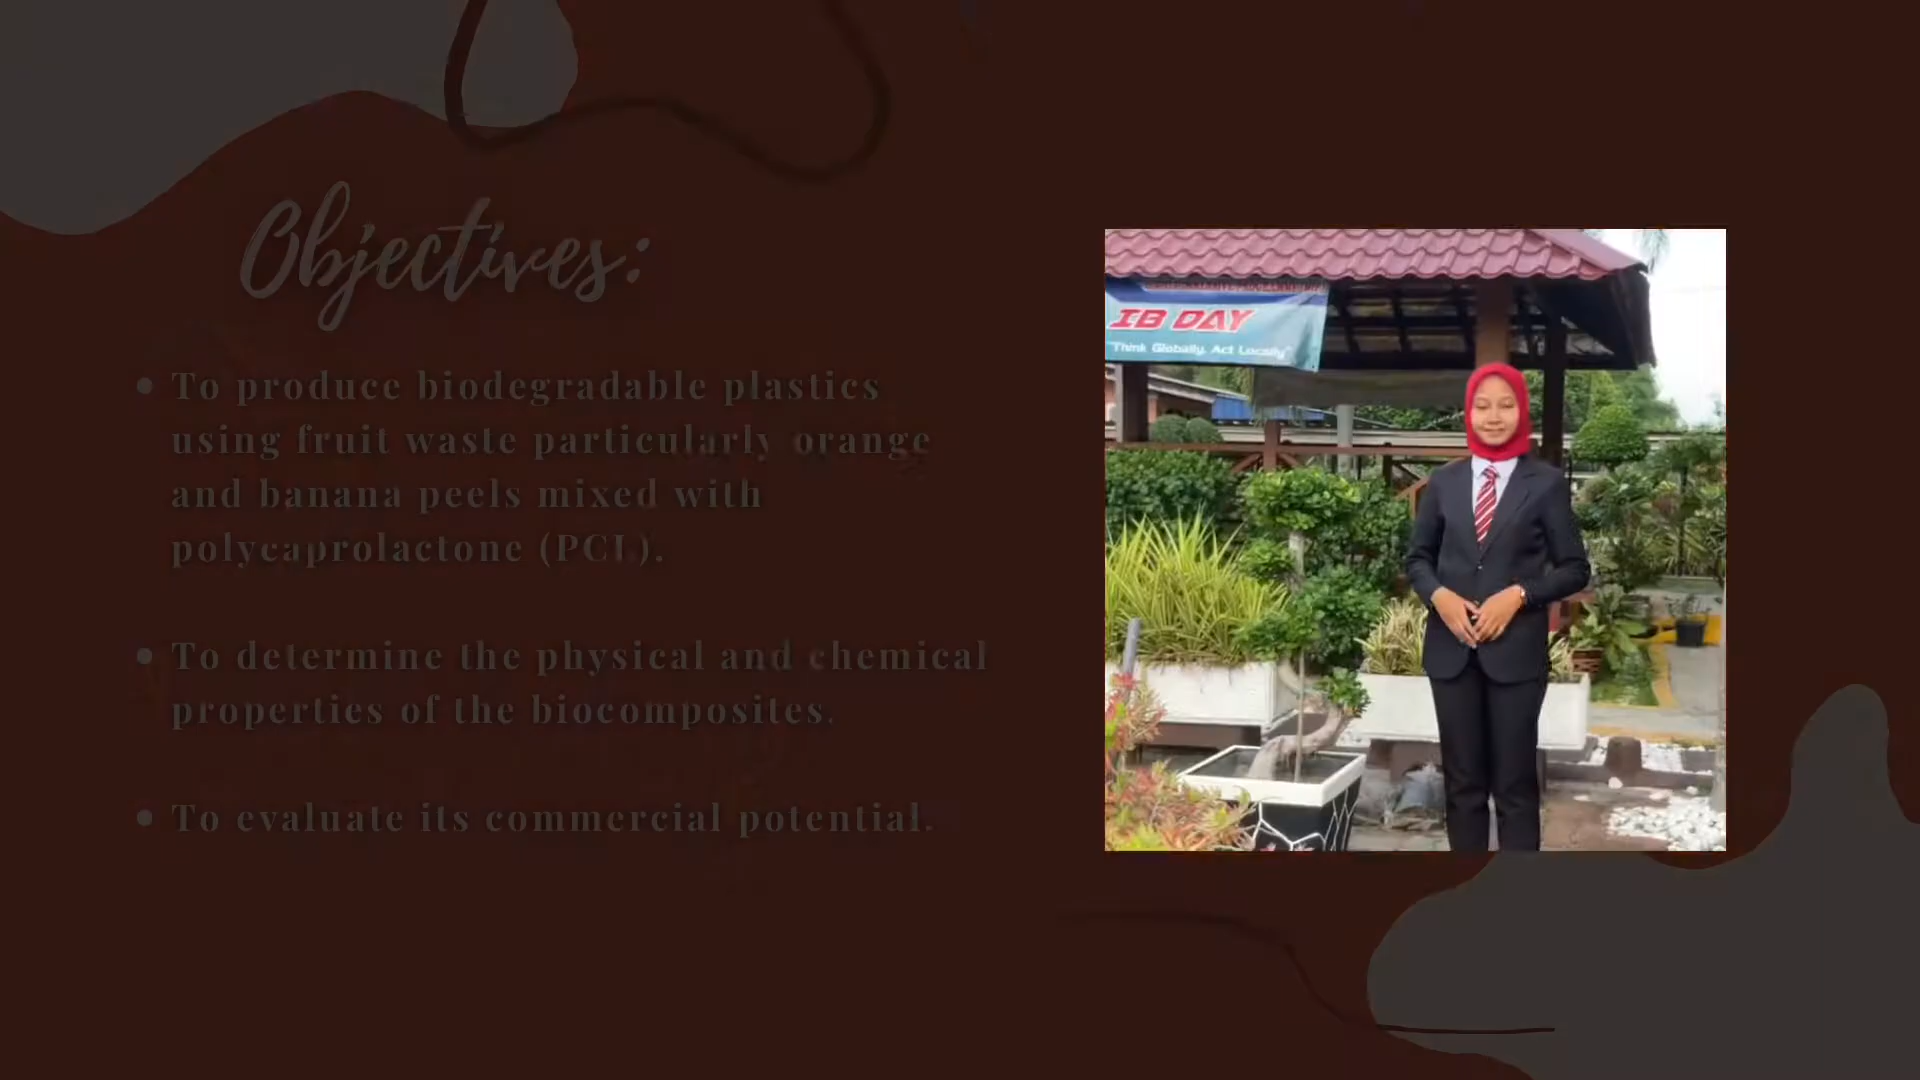 Objectives:
• To produce biodegradable plastics
using fruit waste particularly orange
and banana peels mixed with
polycaprolactone (PCL).
• To determine the physical and chemical
properties of the biocomposites.
• To evaluate its commercial potential.
IB DAY
"Think Globally, Act Locally"